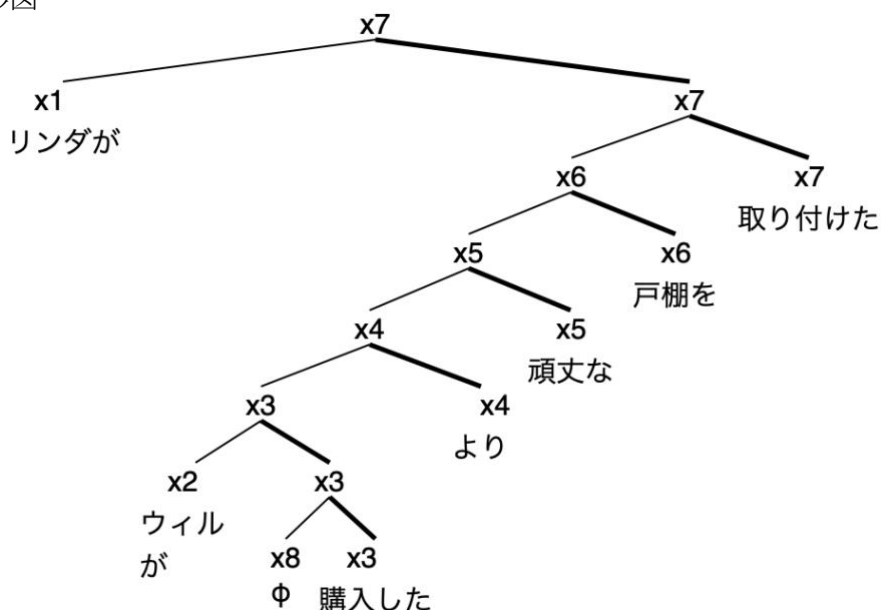 x7
x1 x7
リンダが
x6 x7
取り付けた
x5 x6
戸棚を
x4 x5
頑丈な
x3 x4
より
x2 x3
ウィル
が
x8 x3
φ 購入した